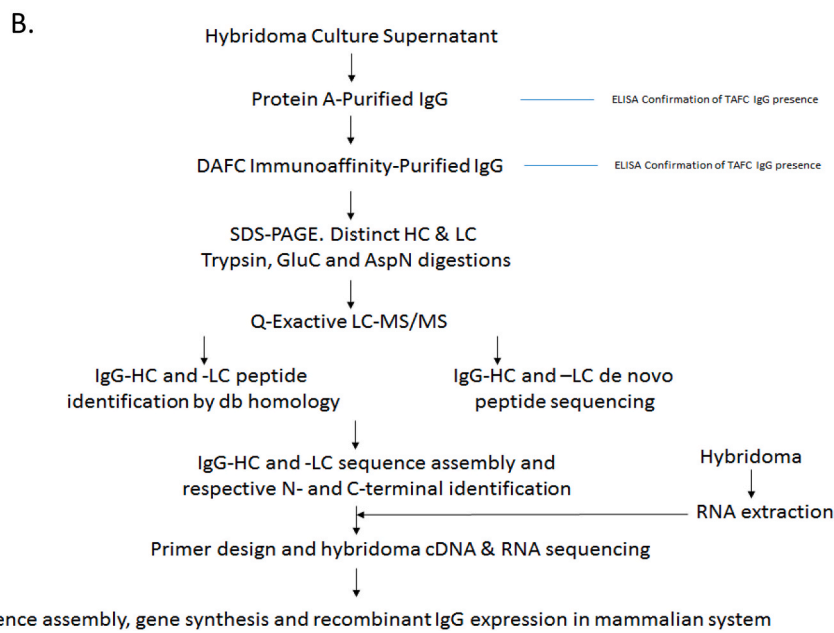 B.
Hybridoma Culture Supernatant
Protein A-Purified IgG
ELISA Confirmation of TAFC IgG presence
DAFC Immunoaffinity-Purified IgG
ELISA Confirmation of TAFC IgG presence
SDS-PAGE. Distinct HC & LC
Trypsin, GluC and AspN digestions
Q-Exactive LC-MS/MS
IgG-HC and -LC peptide
identification by db homology
IgG-HC and –LC de novo
peptide sequencing
IgG-HC and -LC sequence assembly and
respective N- and C-terminal identification
Hybridoma
RNA extraction
Primer design and hybridoma cDNA & RNA sequencing
assembly, gene synthesis and recombinant IgG expression in mammalian system